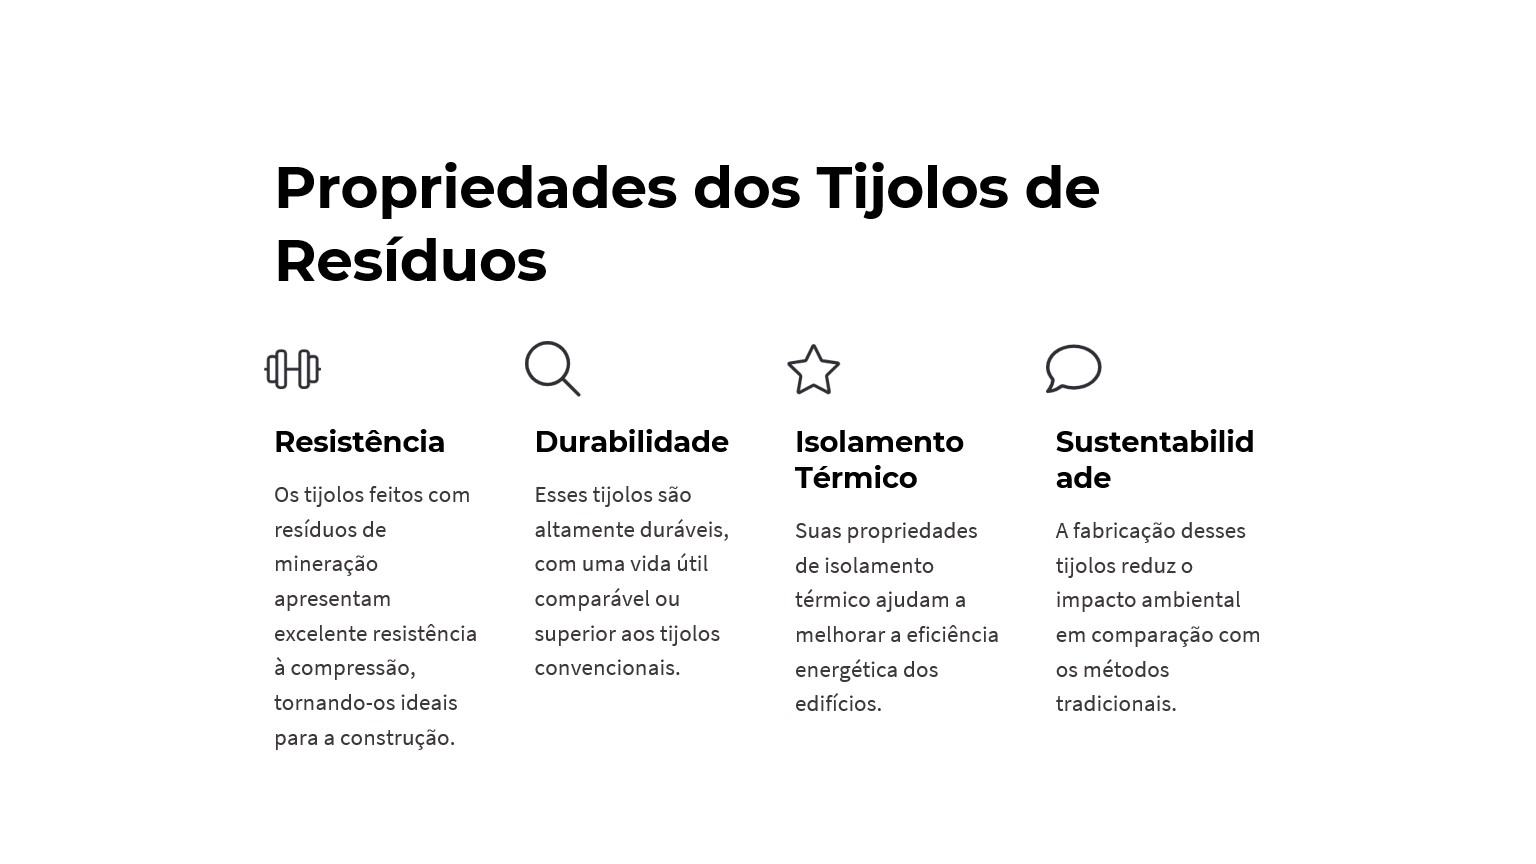 Propriedades dos Tijolos de
Resíduos
Resistência
Os tijolos feitos com
resíduos de
mineração
apresentam
excelente resistência
à compressão,
tornando-os ideais
para a construção.
Durabilidade
Esses tijolos são
altamente duráveis,
com uma vida útil
comparável ou
superior aos tijolos
convencionais.
Isolamento
Térmico
Suas propriedades
de isolamento
térmico ajudam a
melhorar a eficiência
energética dos
edifícios.
Sustentabilid
ade
A fabricação desses
tijolos reduz o
impacto ambiental
em comparação com
os métodos
tradicionais.